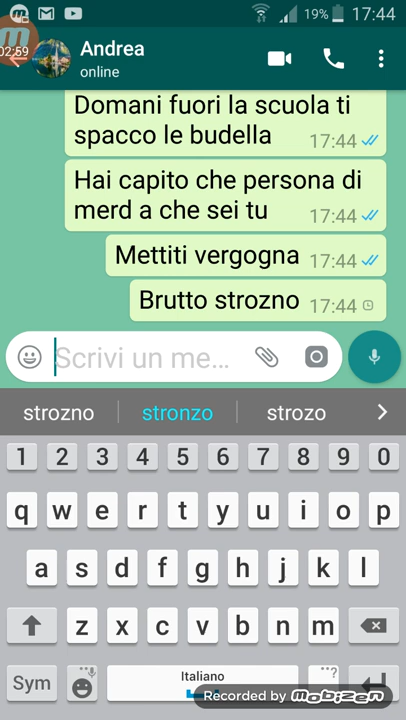 19% 17:44
02:59
Andrea
online
Domani fuori la scuola ti
spacco le budella 17:44
Hai capito che persona di
merd a che sei tu 17:44
Mettiti vergogna 17:44
Brutto strozno 17:44
Scrivi un me...
strozno stronzo strozo
1 2 3 4 5 6 7 8 9 0
q w e r t y u i o p
a s d f g h j k l
z x c v b n m
Sym Italiano ...?
Recorded by MOBIZEN